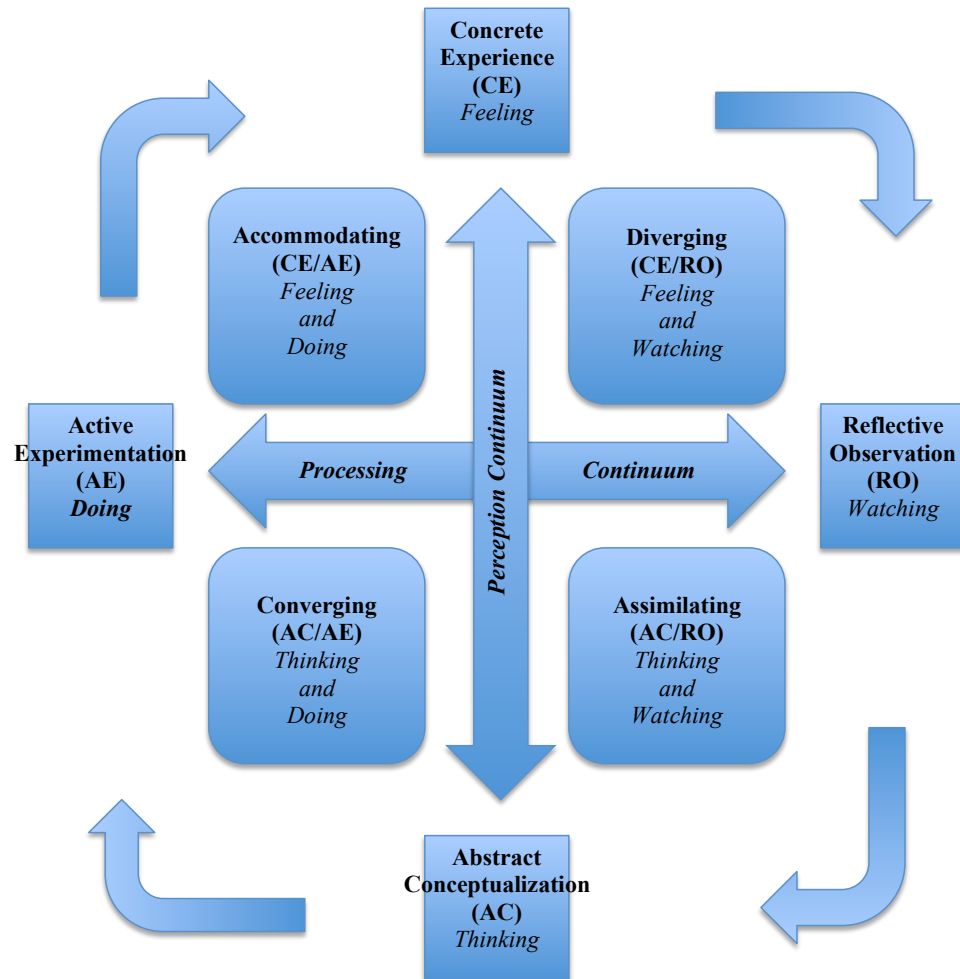 Concrete
Experience
(CE)
Feeling
Accommodating
(CE/AE)
Feeling
and
Doing
Diverging
(CE/RO)
Feeling
and
Watching
Active
Experimentation
(AE)
Doing
Processing
Perception Continuum
Continuum
Reflective
Observation
(RO)
Watching
Converging
(AC/AE)
Thinking
and
Doing
Assimilating
(AC/RO)
Thinking
and
Watching
Abstract
Conceptualization
(AC)
Thinking